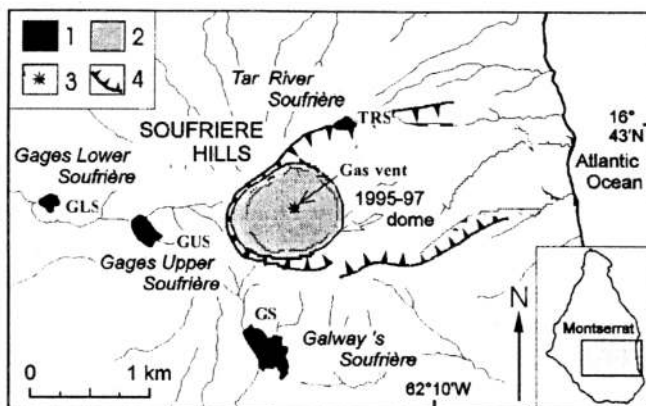 1
2
3
4
Tar River
Soufrière
TRS
SOUFRIERE
HILLS
16°
43'N
Gages Lower
Soufrière
Gas vent
Atlantic
Ocean
1995-97
dome
GLS
GUS
Gages Upper
Soufrière
GS
N
Montserrat
Galway's
Soufrière
0 1 km
62°10'W